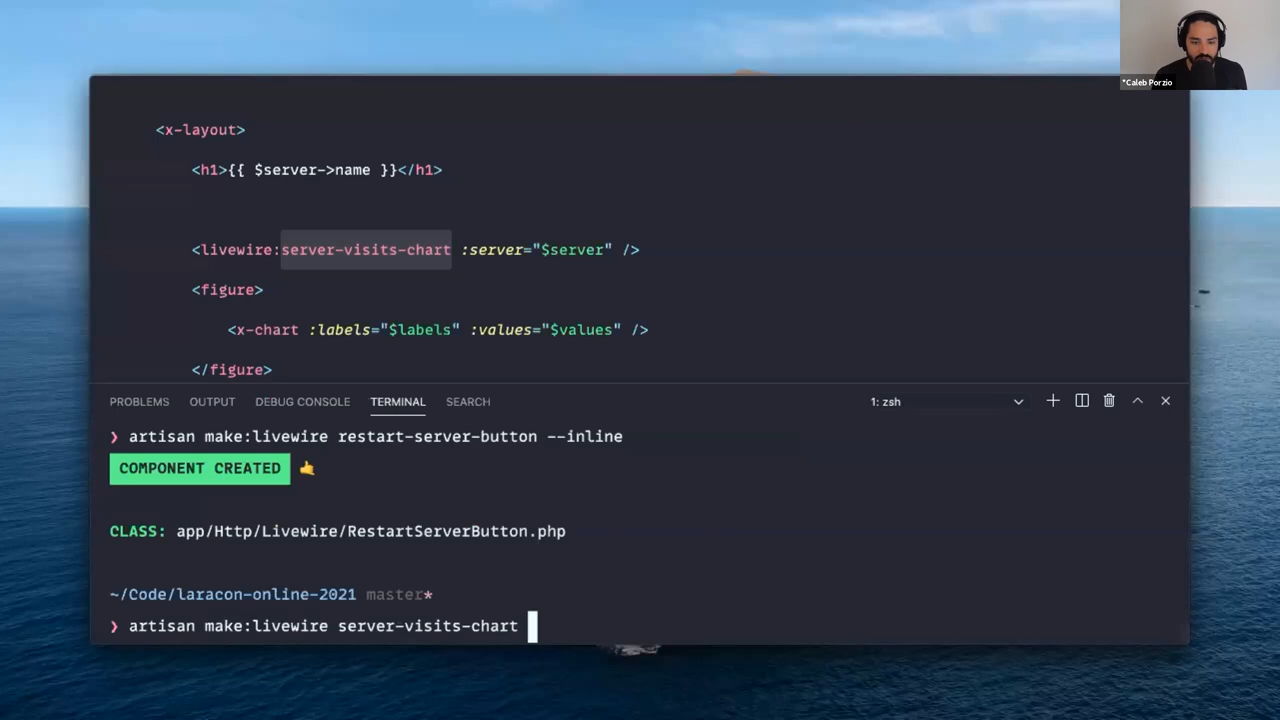 *Caleb Porzio
<x-layout>
<h1>{{ $server->name }}</h1>
<livewire:server-visits-chart :server="$server" />
<figure>
<x-chart :labels="$labels" :values="$values" />
</figure>
PROBLEMS OUTPUT DEBUG CONSOLE TERMINAL SEARCH 1: zsh
❯ artisan make:livewire restart-server-button --inline
COMPONENT CREATED 🤙
CLASS: app/Http/Livewire/RestartServerButton.php
~/Code/laracon-online-2021 master*
❯ artisan make:livewire server-visits-chart